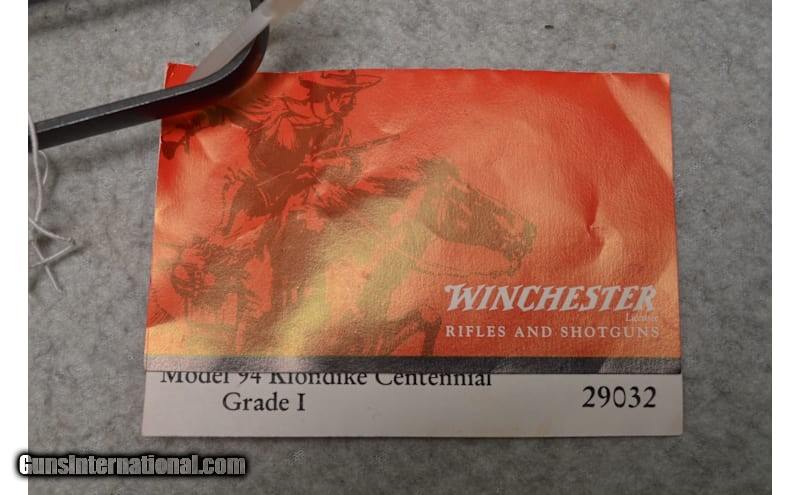 WINCHESTER
Licensee
RIFLES AND SHOTGUNS
Model 94 Klondike Centennial
Grade I 29032
GunsInternational.com